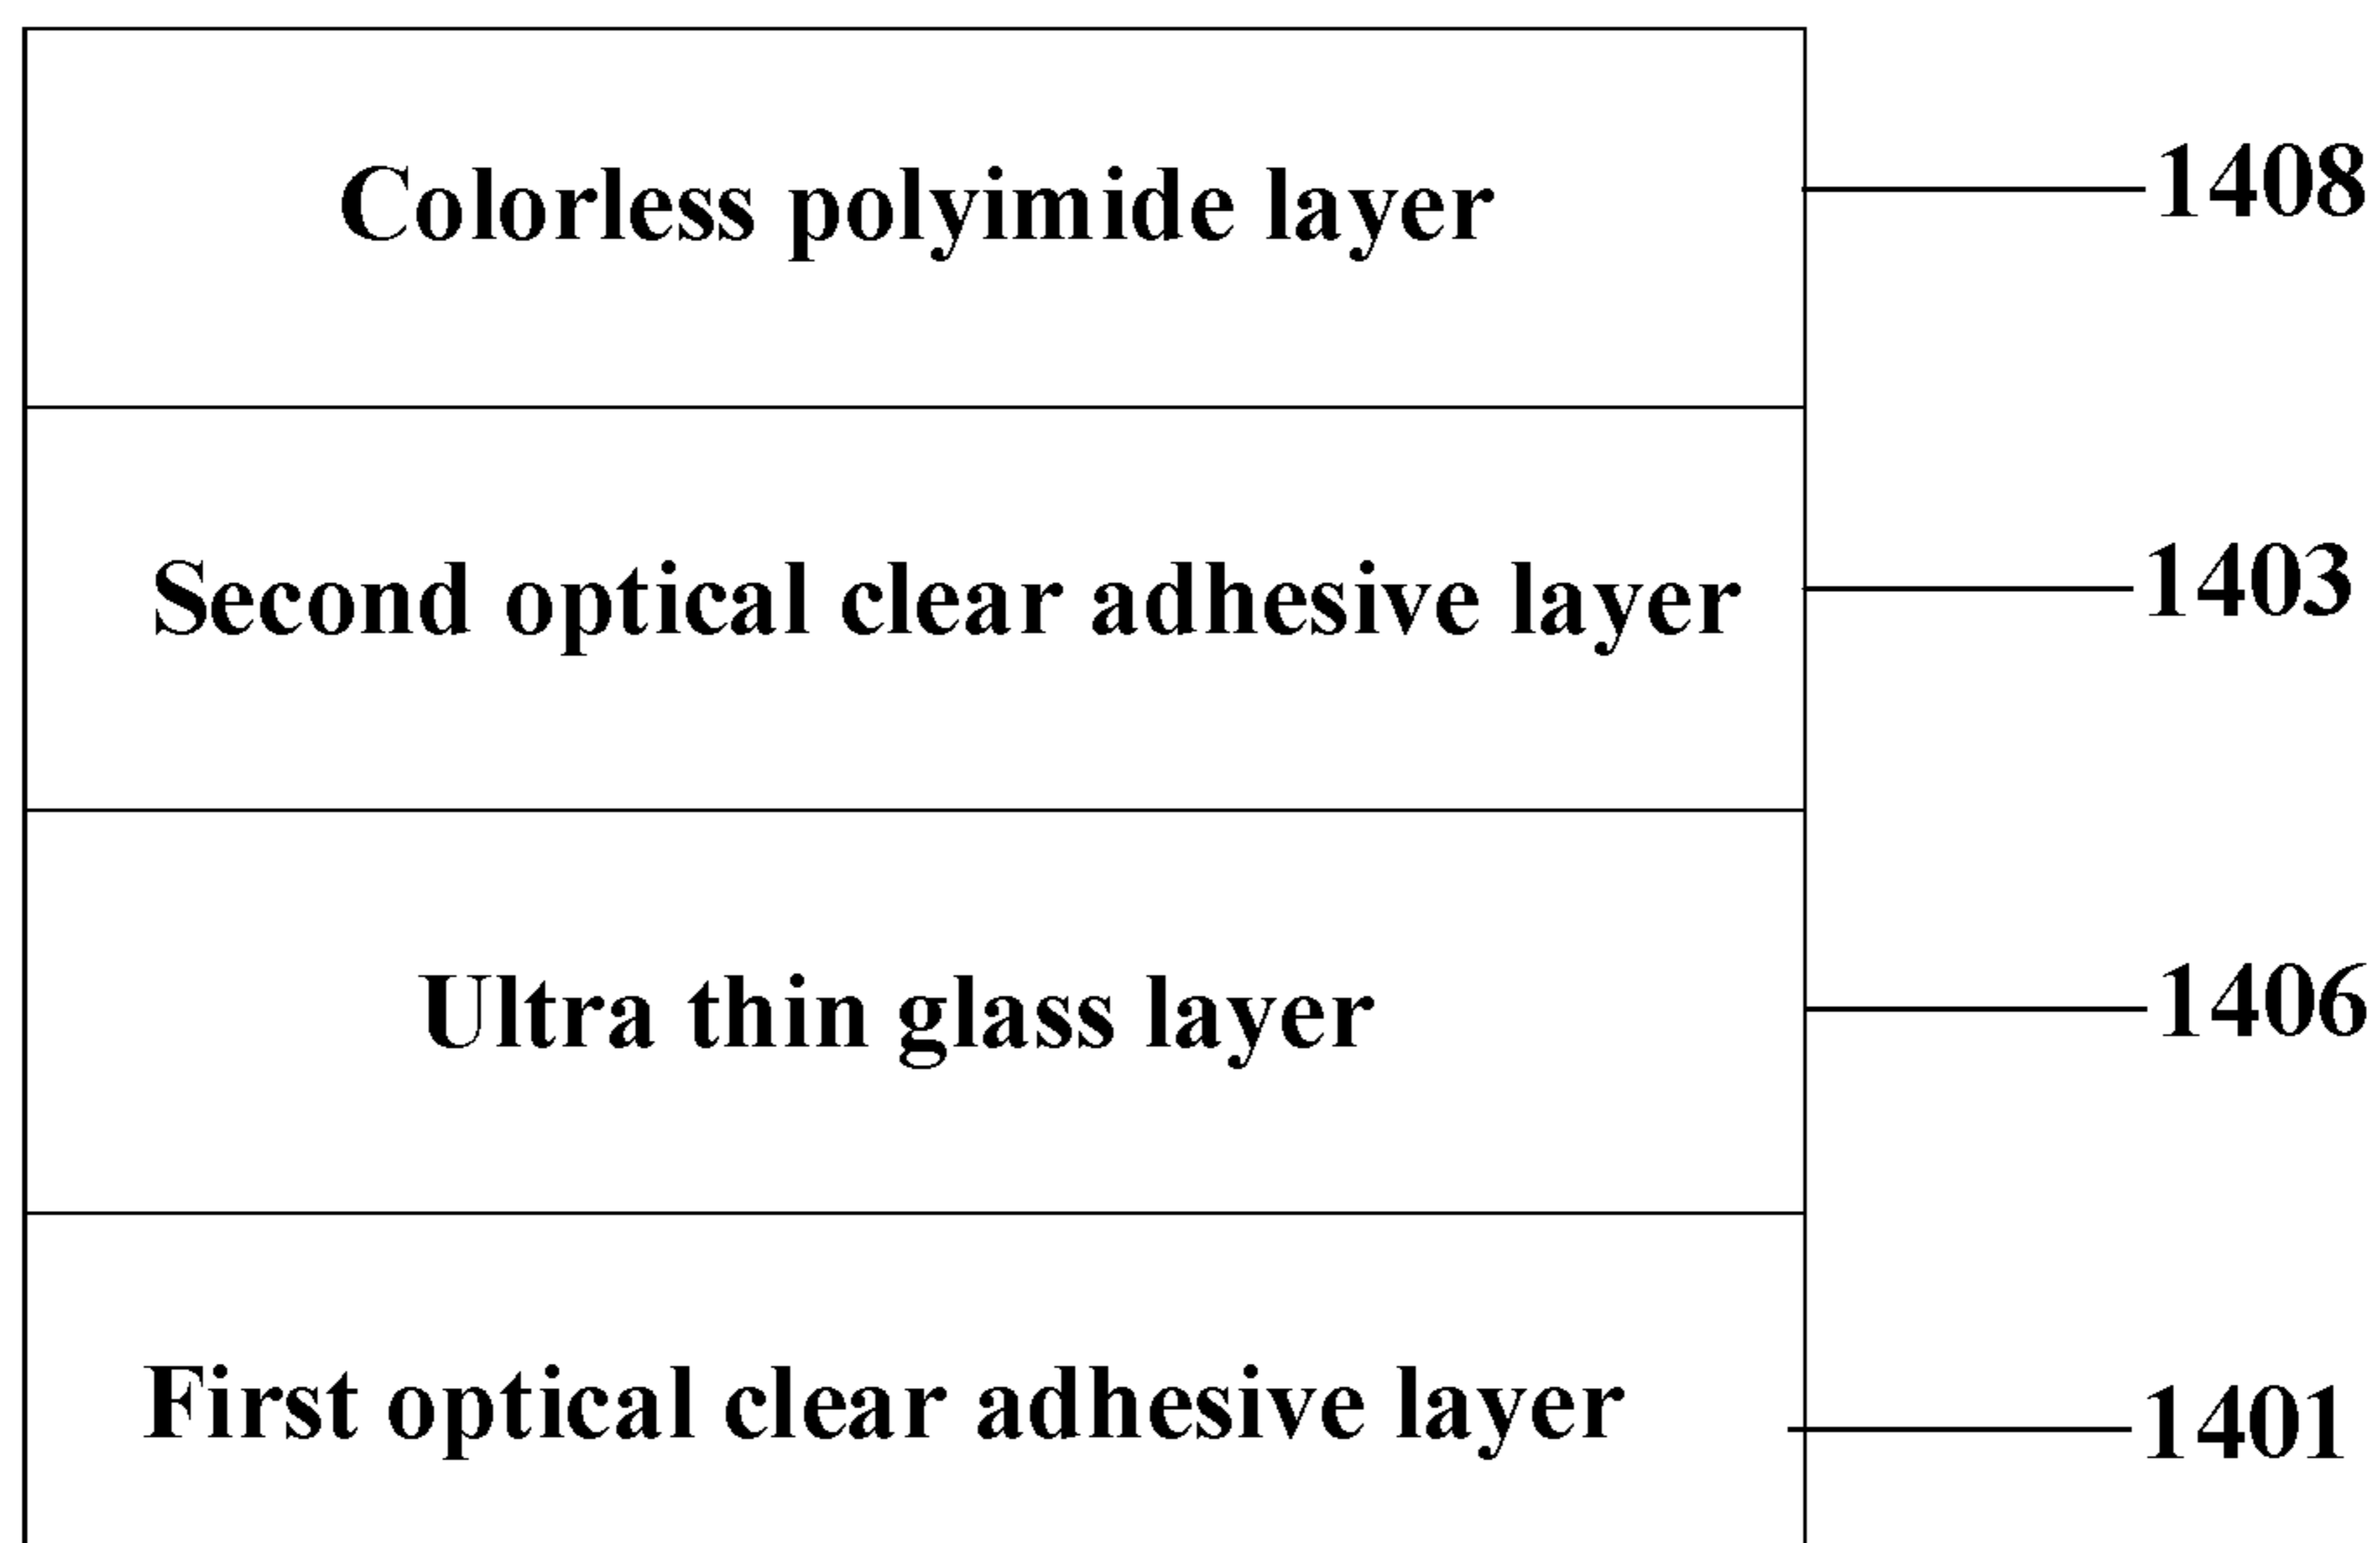 Colorless polyimide layer 1408
Second optical clear adhesive layer 1403
Ultra thin glass layer 1406
First optical clear adhesive layer 1401